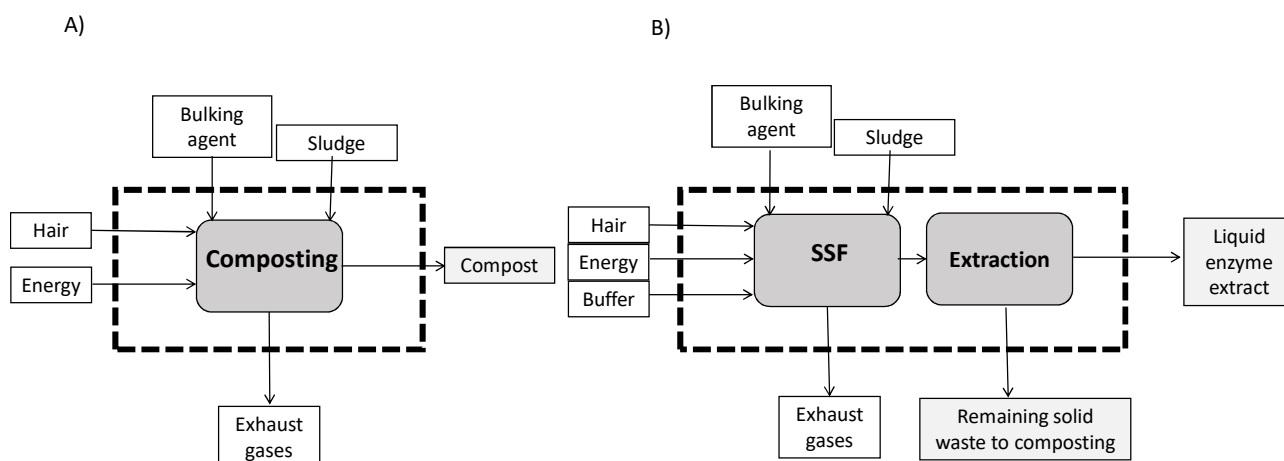 A)
Bulking
agent
Sludge
Hair
Energy
Composting
Compost
Exhaust
gases
B)
Bulking
agent
Sludge
Hair
Energy
Buffer
SSF
Extraction
Liquid
enzyme
extract
Exhaust
gases
Remaining solid
waste to composting